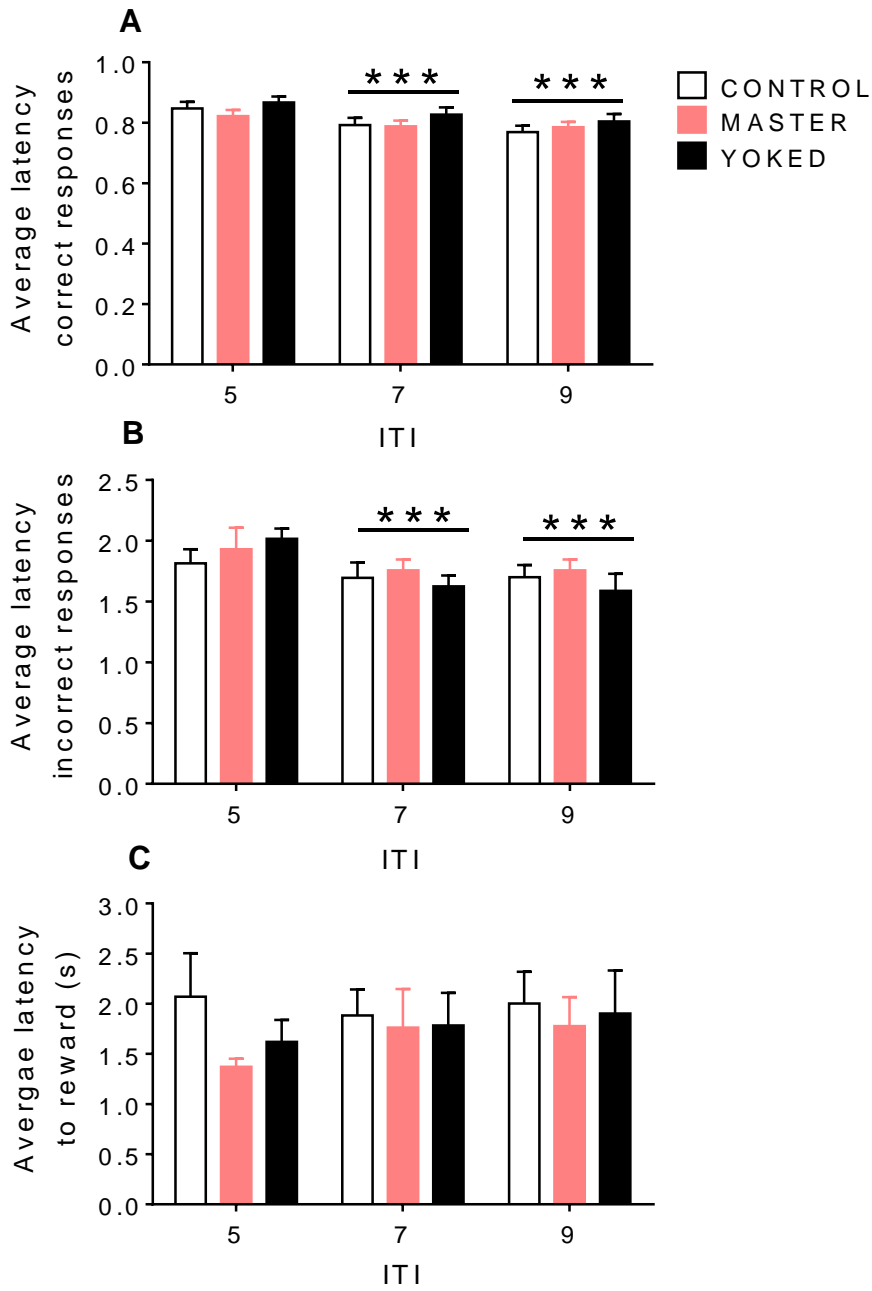 A
Average latency
correct responses
1.0
0.8
0.6
0.4
0.2
0.0
***
***
5
7
9
ITI
CONTROL
MASTER
YOKED
B
Average latency
incorrect responses
2.5
2.0
1.5
1.0
0.5
0.0
***
***
5
7
9
ITI
C
Avergae latency
to reward (s)
3.0
2.5
2.0
1.5
1.0
0.5
0.0
5
7
9
ITI